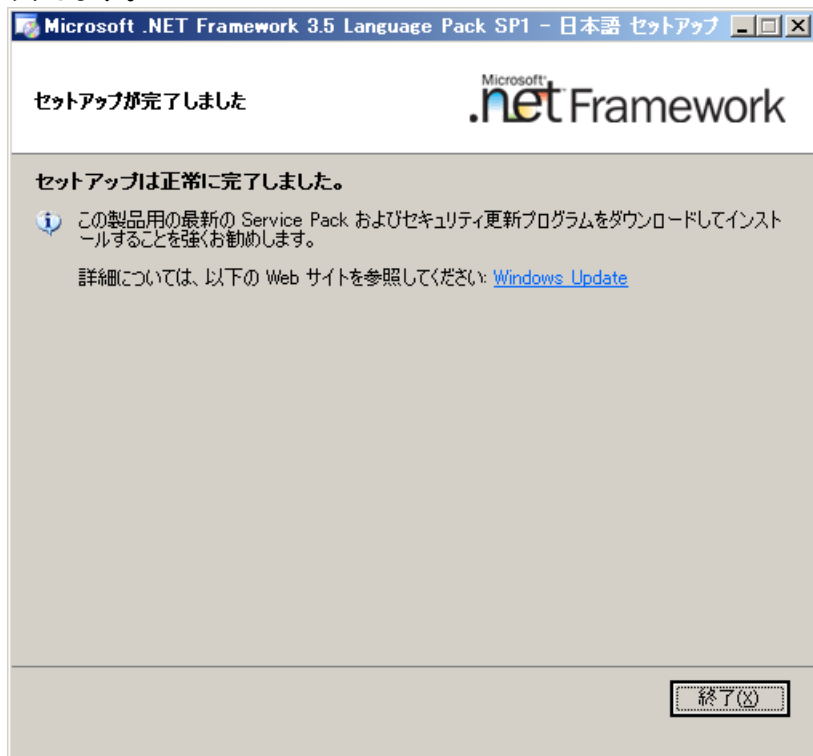 Microsoft .NET Framework 3.5 Language Pack SP1 - 日本語 セットアップ
セットアップが完了しました
Microsoft
.net Framework
セットアップは正常に完了しました。
この製品用の最新の Service Pack およびセキュリティ更新プログラムをダウンロードしてインスト
ールすることを強くお勧めします。
詳細については、以下の Web サイトを参照してください: Windows Update
終了(X)